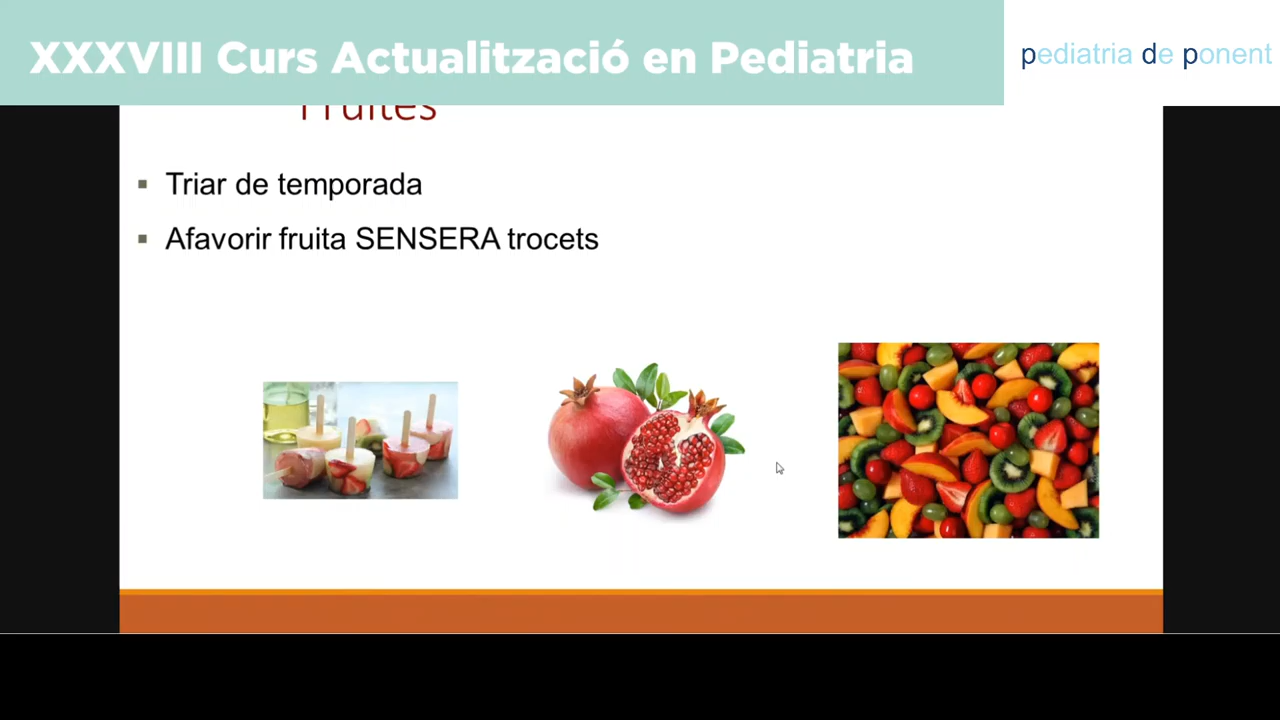 XXXVIII Curs Actualització en Pediatria
pediatria de ponent
Fruites
Triar de temporada
Afavorir fruita SENSERA trocets